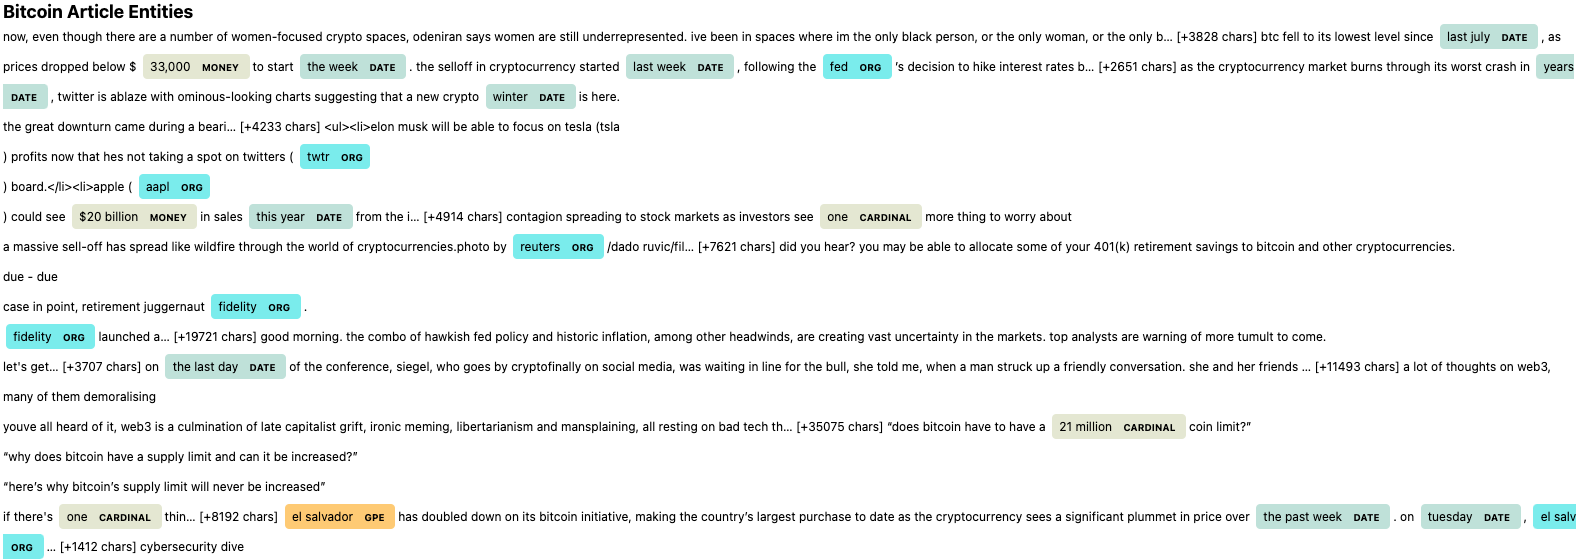 Bitcoin Article Entities
now, even though there are a number of women-focused crypto spaces, odeniran says women are still underrepresented. ive been in spaces where im the only black person, or the only woman, or the only b… [+3828 chars] btc fell to its lowest level since last july DATE , as
prices dropped below $ 33,000 MONEY to start the week DATE . the selloff in cryptocurrency started last week DATE , following the fed ORG 's decision to hike interest rates b… [+2651 chars] as the cryptocurrency market burns through its worst crash in years
DATE , twitter is ablaze with ominous-looking charts suggesting that a new crypto winter DATE is here.
the great downturn came during a beari… [+4233 chars] <ul><li>elon musk will be able to focus on tesla (tsla
) profits now that hes not taking a spot on twitters ( twtr ORG
) board.</li><li>apple ( aapl ORG
) could see $20 billion MONEY in sales this year DATE from the i… [+4914 chars] contagion spreading to stock markets as investors see one CARDINAL more thing to worry about
a massive sell-off has spread like wildfire through the world of cryptocurrencies.photo by reuters ORG /dado ruvic/fil… [+7621 chars] did you hear? you may be able to allocate some of your 401(k) retirement savings to bitcoin and other cryptocurrencies.
due - due
case in point, retirement juggernaut fidelity ORG .
fidelity ORG launched a… [+19721 chars] good morning. the combo of hawkish fed policy and historic inflation, among other headwinds, are creating vast uncertainty in the markets. top analysts are warning of more tumult to come.
let's get… [+3707 chars] on the last day DATE of the conference, siegel, who goes by cryptofinally on social media, was waiting in line for the bull, she told me, when a man struck up a friendly conversation. she and her friends … [+11493 chars] a lot of thoughts on web3,
many of them demoralising
youve all heard of it, web3 is a culmination of late capitalist grift, ironic meming, libertarianism and mansplaining, all resting on bad tech th… [+35075 chars] “does bitcoin have to have a 21 million CARDINAL coin limit?”
“why does bitcoin have a supply limit and can it be increased?”
“here’s why bitcoin’s supply limit will never be increased”
if there's one CARDINAL thin… [+8192 chars] el salvador GPE has doubled down on its bitcoin initiative, making the country’s largest purchase to date as the cryptocurrency sees a significant plummet in price over the past week DATE . on tuesday DATE , el salv
ORG … [+1412 chars] cybersecurity dive